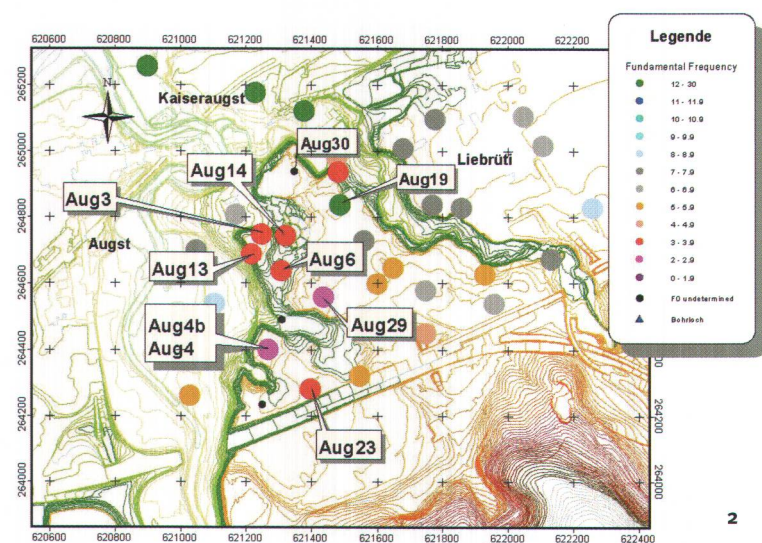 620600 620800 621000 621200 621400 621600 621800 622000 622200
265200
265000
264800
264600
264400
264200
264000
N
Kaiseraugst
Aug30
Liebrüti
Aug14
Aug19
Aug3
Augst
Aug13
Aug6
Aug4b
Aug4
Aug29
Aug23
264200
264000
620600 620800 621000 621200 621400 621600 621800 622000 622200 622400
Legende
Fundamental Frequency
12 - 30
11 - 11.9
10 - 10.9
9 - 9.9
8 - 8.9
7 - 7.9
6 - 6.9
5 - 5.9
4 - 4.9
3 - 3.9
2 - 2.9
0 - 1.9
F0 undetermined
Bohrloch
2